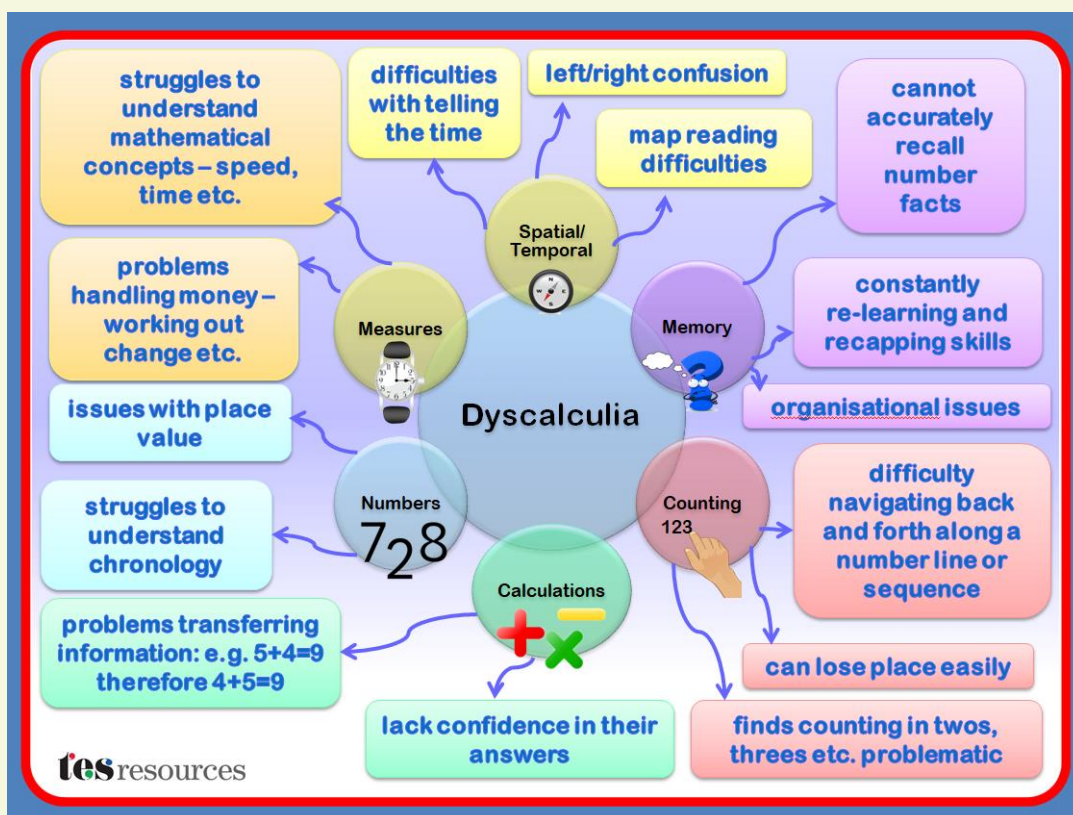 struggles to
understand
mathematical
concepts – speed,
time etc.
difficulties
with telling
the time
left/right confusion
map reading
difficulties
cannot
accurately
recall
number
facts
Spatial/
Temporal
N
W E
S
problems
handling money –
working out
change etc.
Measures
Memory
constantly
re-learning and
recapping skills
organisational issues
Dyscalculia
issues with place
value
Numbers
728
struggles to
understand
chronology
Counting
123
difficulty
navigating back
and forth along a
number line or
sequence
Calculations
problems transferring
information: e.g. 5+4=9
therefore 4+5=9
can lose place easily
lack confidence in their
answers
finds counting in twos,
threes etc. problematic
tes resources